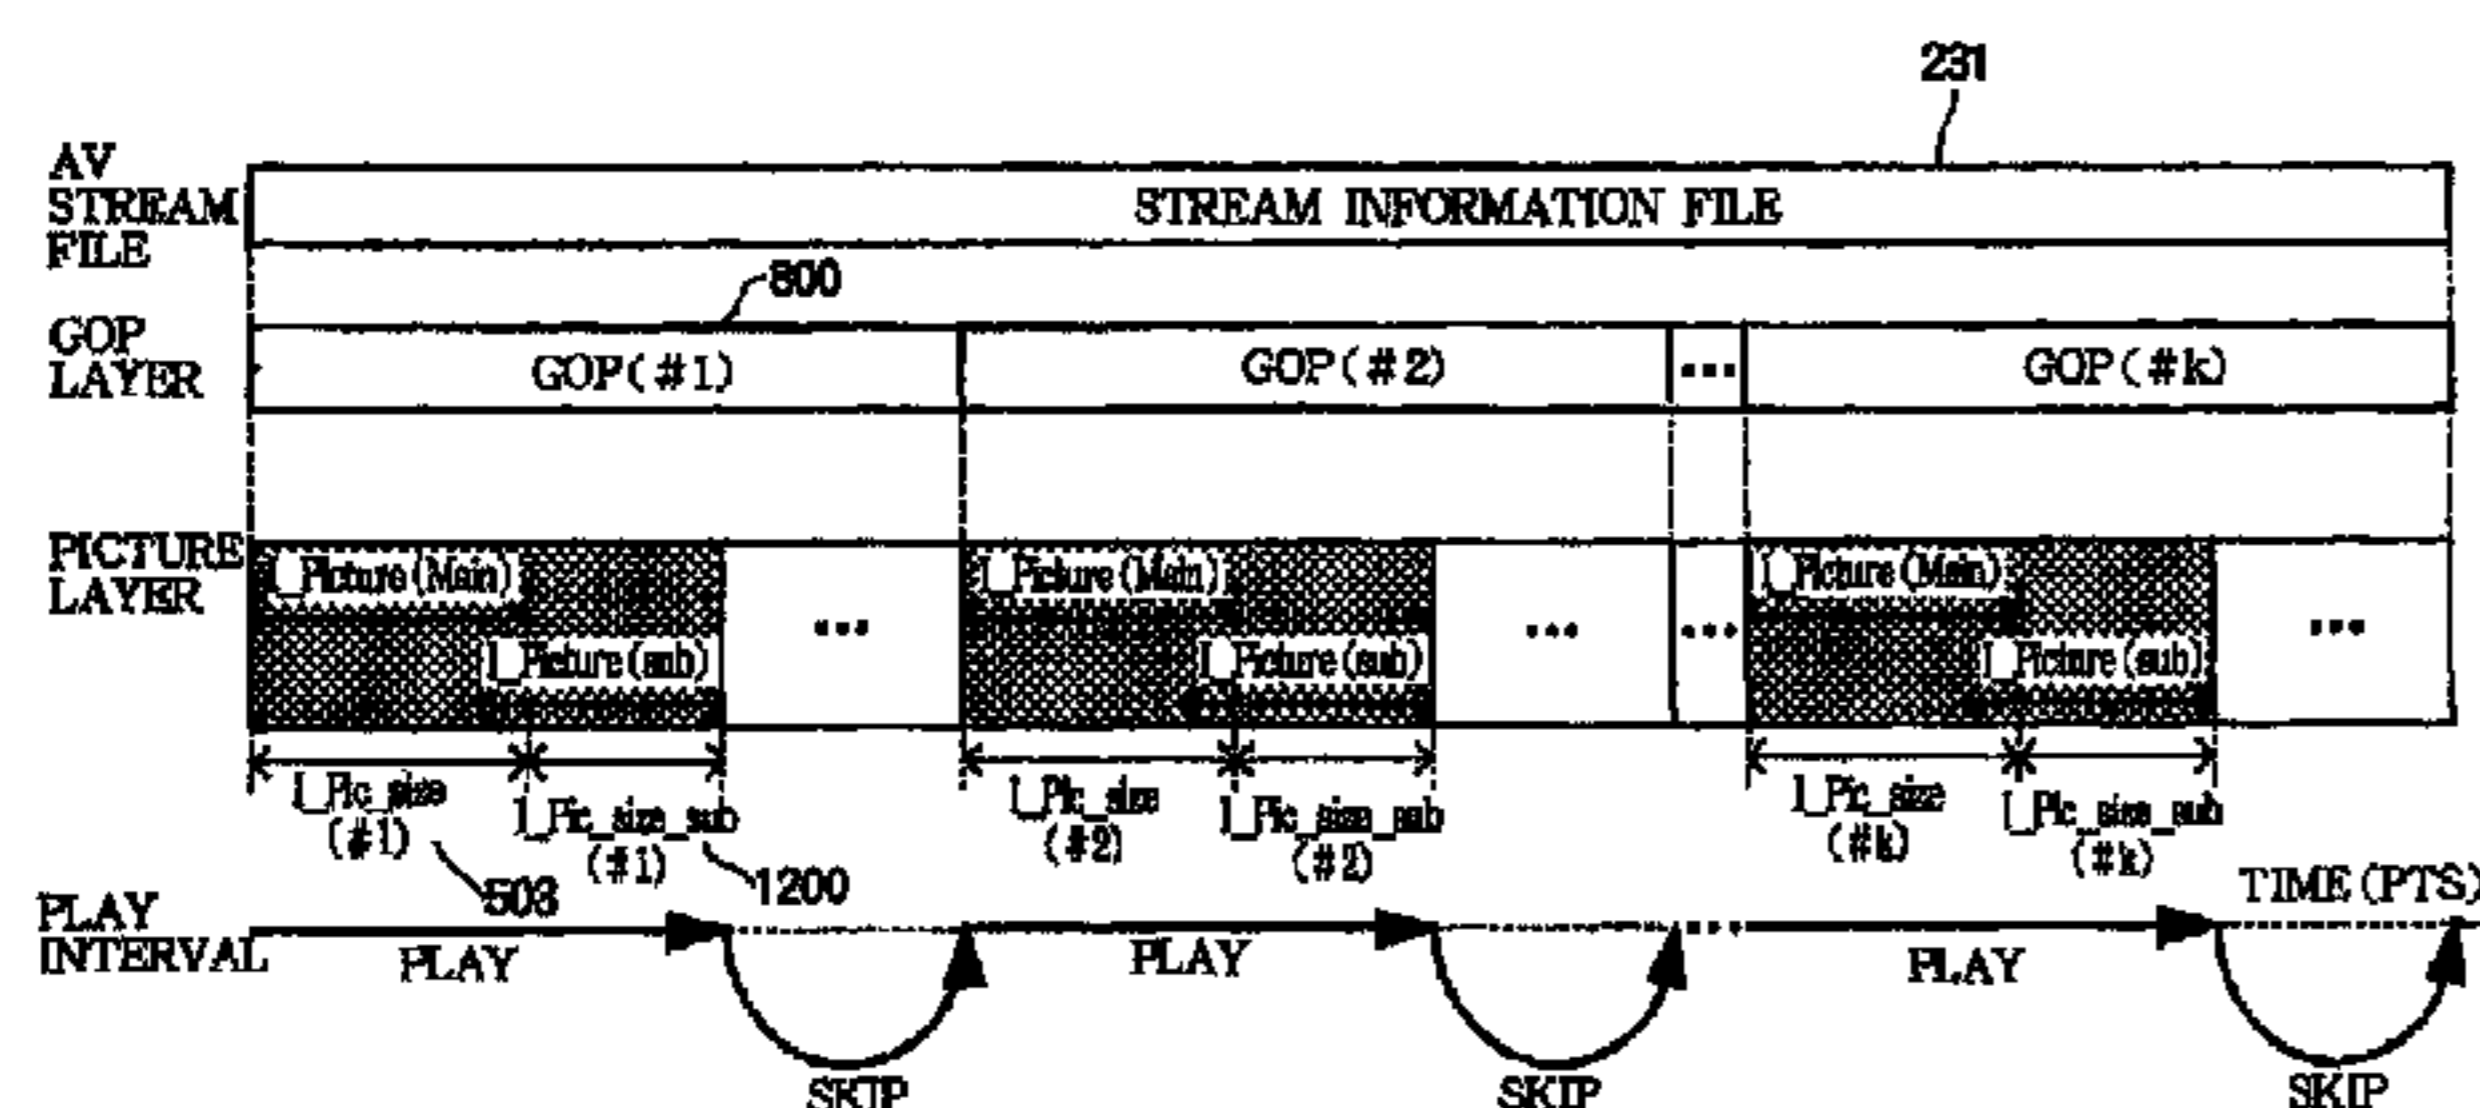 231
AV
STREAM
FILE
STREAM INFORMATION FILE
800
GOP
LAYER
GOP(#1)
GOP(#2)
...
GOP(#k)
PICTURE
LAYER
I_Picture(Main)
I_Picture(sub)
...
I_Picture(Main)
I_Picture(sub)
...
...
I_Picture(Main)
I_Picture(sub)
...
I_Pic_size
(#1)
I_Pic_size_sub
(#1)
I_Pic_size
(#2)
I_Pic_size_sub
(#2)
I_Pic_size
(#k)
I_Pic_size_sub
(#k)
503
1200
TIME(PTS)
PLAY
INTERVAL
PLAY
SKIP
PLAY
SKIP
...
PLAY
SKIP